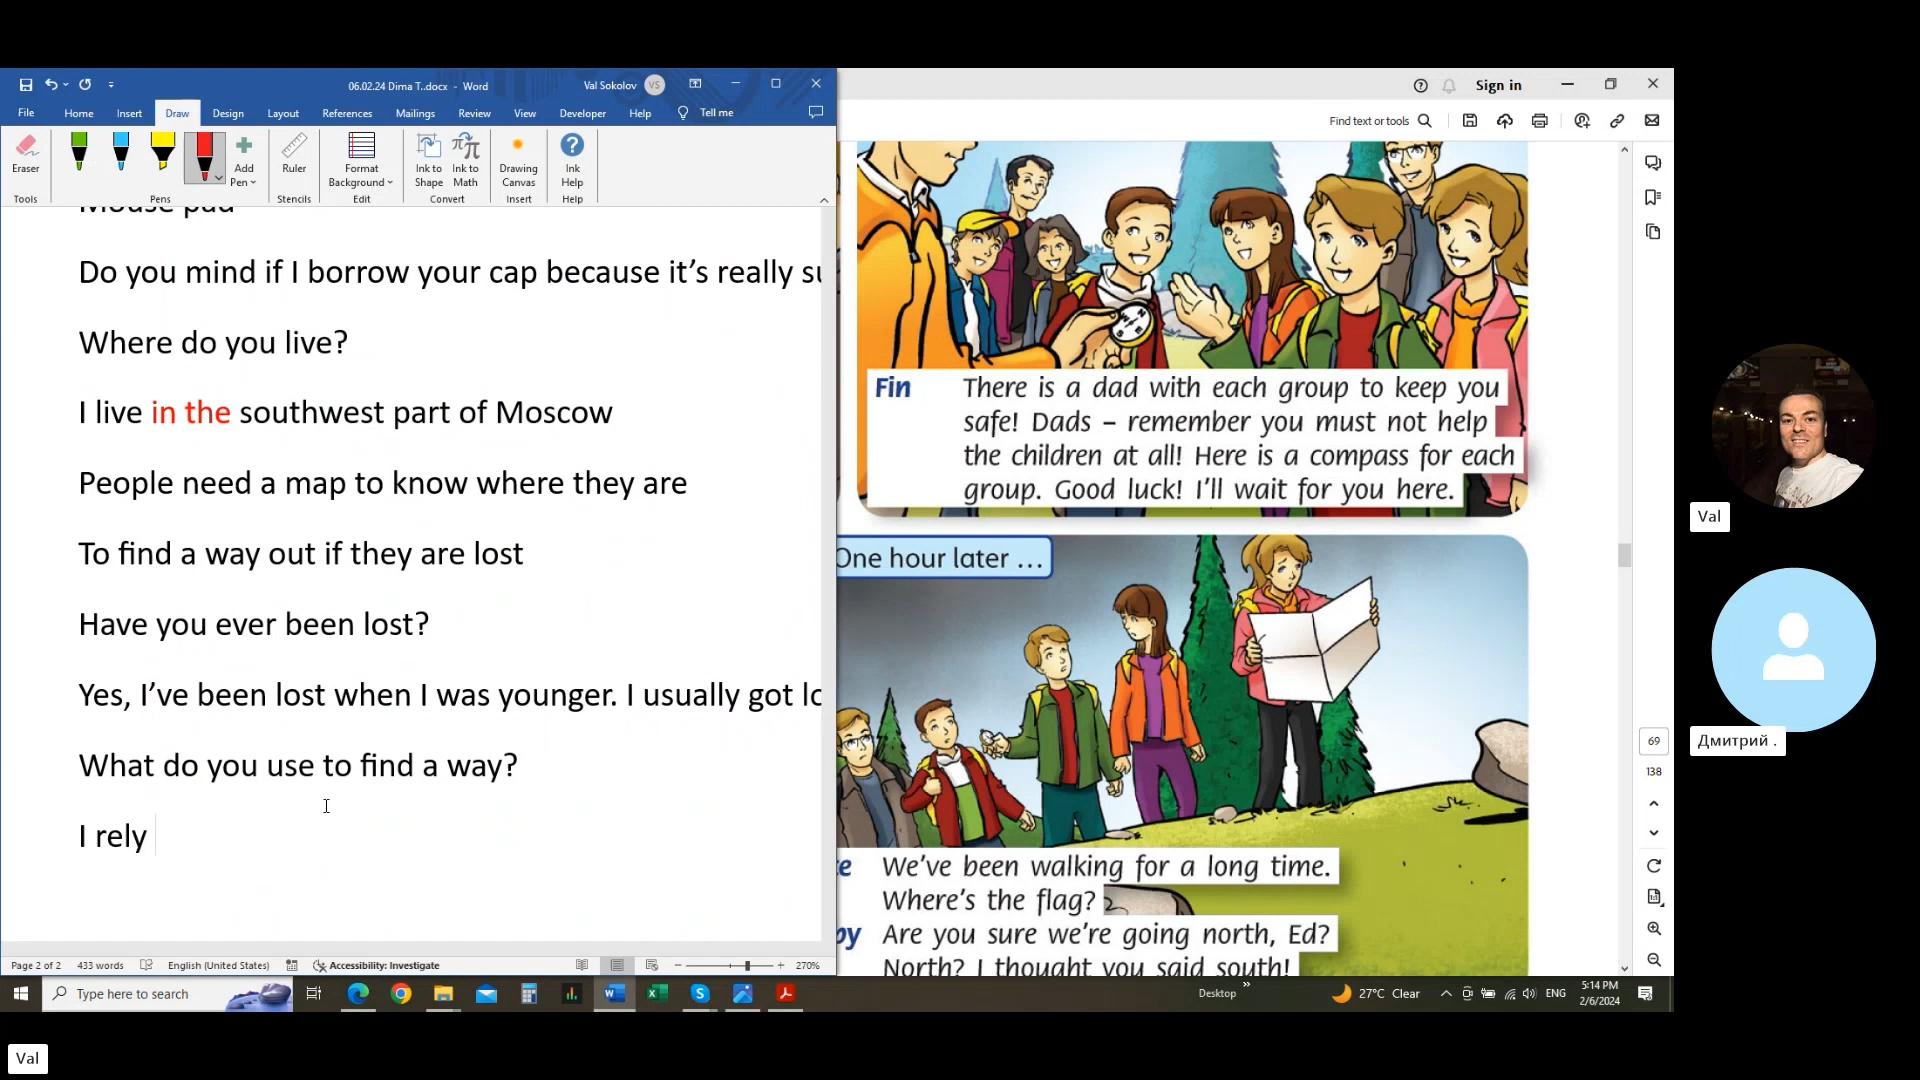 06.02.24 Dima T..docx - Word
Val Sokolov
VS
File
Home
Insert
Draw
Design
Layout
References
Mailings
Review
View
Developer
Help
Tell me
Eraser
Add
Pen
Ruler
Format
Background
Ink to
Shape
Ink to
Math
Drawing
Canvas
Ink
Help
Tools
Pens
Stencils
Edit
Convert
Insert
Help
Mouse pad
Do you mind if I borrow your cap because it's really su
Where do you live?
I live in the southwest part of Moscow
People need a map to know where they are
To find a way out if they are lost
Have you ever been lost?
Yes, I've been lost when I was younger. I usually got lo
What do you use to find a way?
I rely
Page 2 of 2
433 words
English (United States)
Accessibility: Investigate
270%
Sign in
Find text or tools
Fin There is a dad with each group to keep you
safe! Dads – remember you must not help
the children at all! Here is a compass for each
group. Good luck! I'll wait for you here.
One hour later ...
We've been walking for a long time.
Where's the flag?
Are you sure we're going north, Ed?
North? I thought you said south!
69
138
Type here to search
Desktop
27°C Clear
ENG
5:14 PM
2/6/2024
Val
Дмитрий .
Val